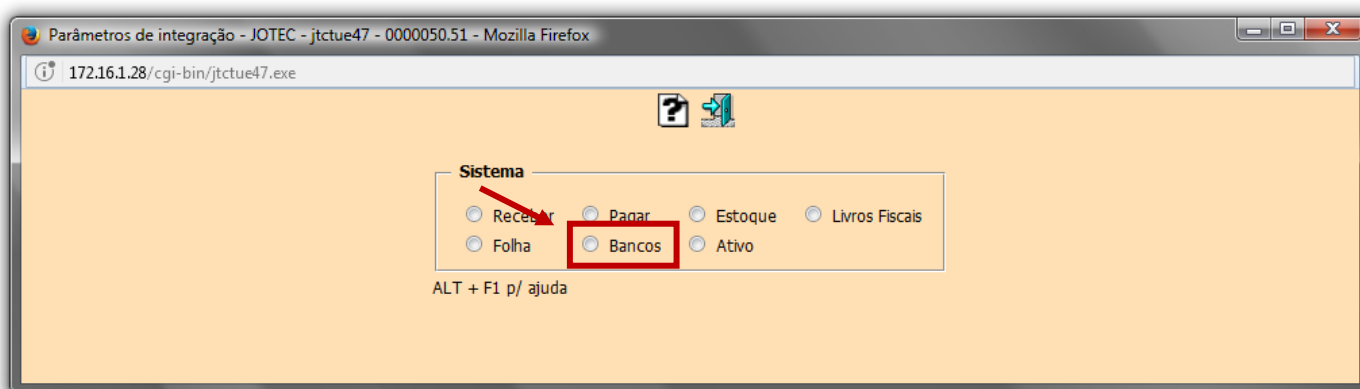 Parâmetros de integração - JOTEC - jtctue47 - 0000050.51 - Mozilla Firefox
172.16.1.28/cgi-bin/jtctue47.exe
Sistema
Receber Pagar Estoque Livros Fiscais
Folha Bancos Ativo
ALT + F1 p/ ajuda